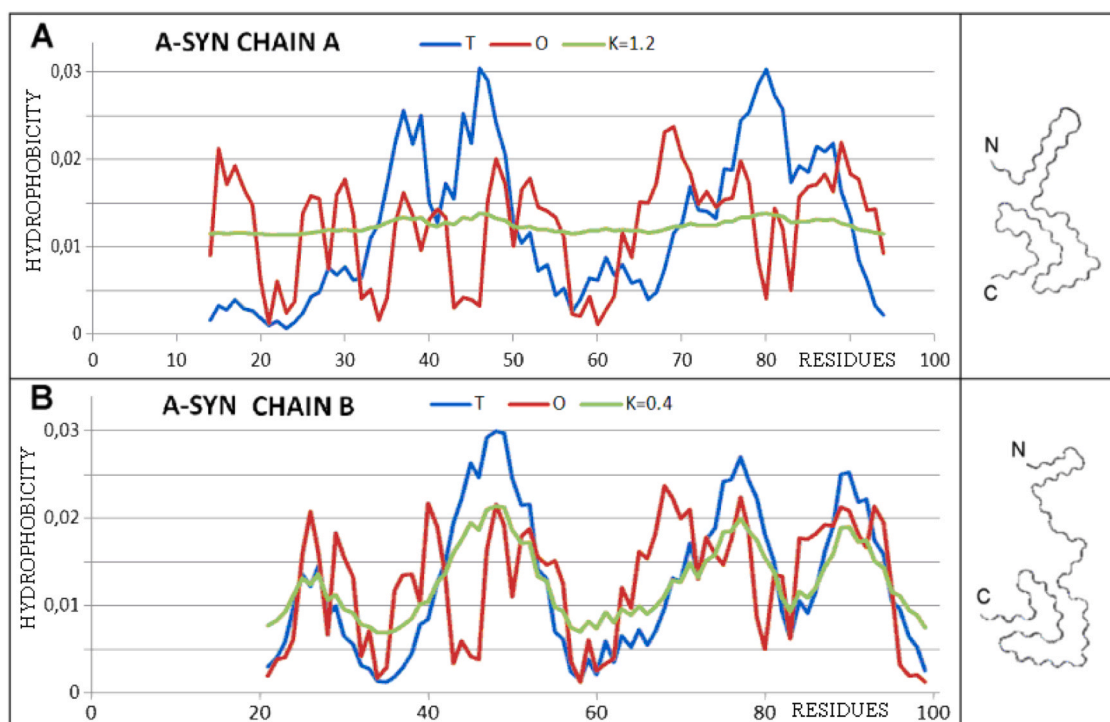 A
A-SYN CHAIN A
T O K=1.2
HYDROPHOBICITY
0,03
0,02
0,01
0
0 10 20 30 40 50 60 70 80 RESIDUES 100
N
C
B
A-SYN CHAIN B
T O K=0.4
HYDROPHOBICITY
0,03
0,02
0,01
0
0 20 40 60 80 RESIDUES 100
N
C